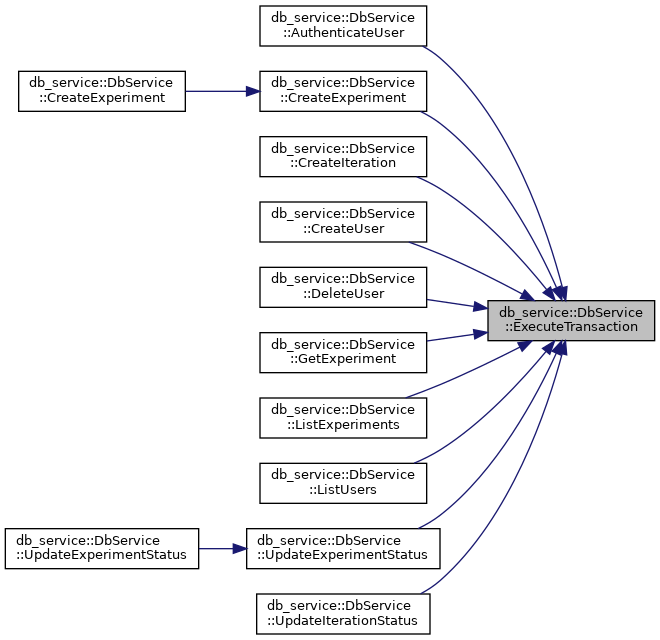 db_service::DbService
::AuthenticateUser
db_service::DbService
::CreateExperiment
db_service::DbService
::CreateExperiment
db_service::DbService
::CreateIteration
db_service::DbService
::CreateUser
db_service::DbService
::DeleteUser
db_service::DbService
::ExecuteTransaction
db_service::DbService
::GetExperiment
db_service::DbService
::ListExperiments
db_service::DbService
::ListUsers
db_service::DbService
::UpdateExperimentStatus
db_service::DbService
::UpdateExperimentStatus
db_service::DbService
::UpdateIterationStatus